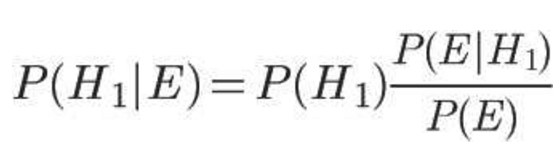 P(H₁|E) = P(H₁) P(E|H₁) / P(E)